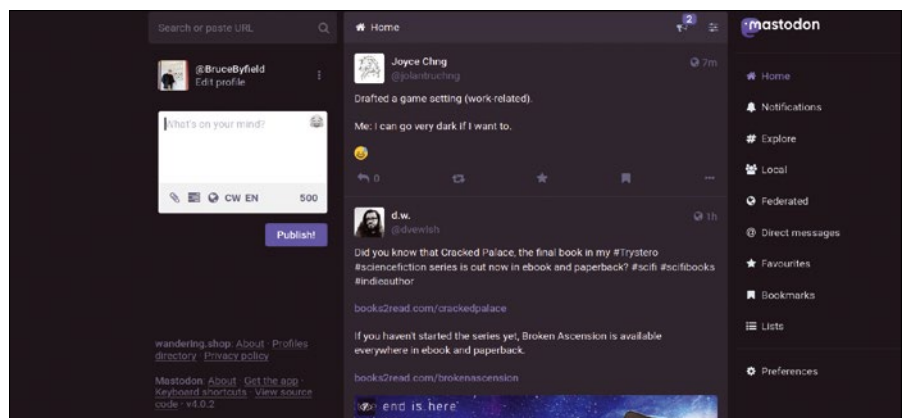 Search or paste URL
@BruceByfield
Edit profile
What's on your mind?
CW EN
500
Publish!
wandering.shop: About · Profiles
directory · Privacy policy
Mastodon: About · Get the app ·
Keyboard shortcuts · View source
code · v4.0.2
Home
2
Joyce Chng
@jolantruchng
7m
Drafted a game setting (work-related).
Me: I can go very dark if I want to.
0
d.w.
@dvewlsh
1h
Did you know that Cracked Palace, the final book in my #Trystero
#sciencefiction series is out now in ebook and paperback? #scifi #scifibooks
#indieauthor
books2read.com/crackedpalace
If you haven't started the series yet, Broken Ascension is available
everywhere in ebook and paperback.
books2read.com/brokenascension
end is here
mastodon
Home
Notifications
# Explore
Local
Federated
@ Direct messages
Favourites
Bookmarks
Lists
Preferences